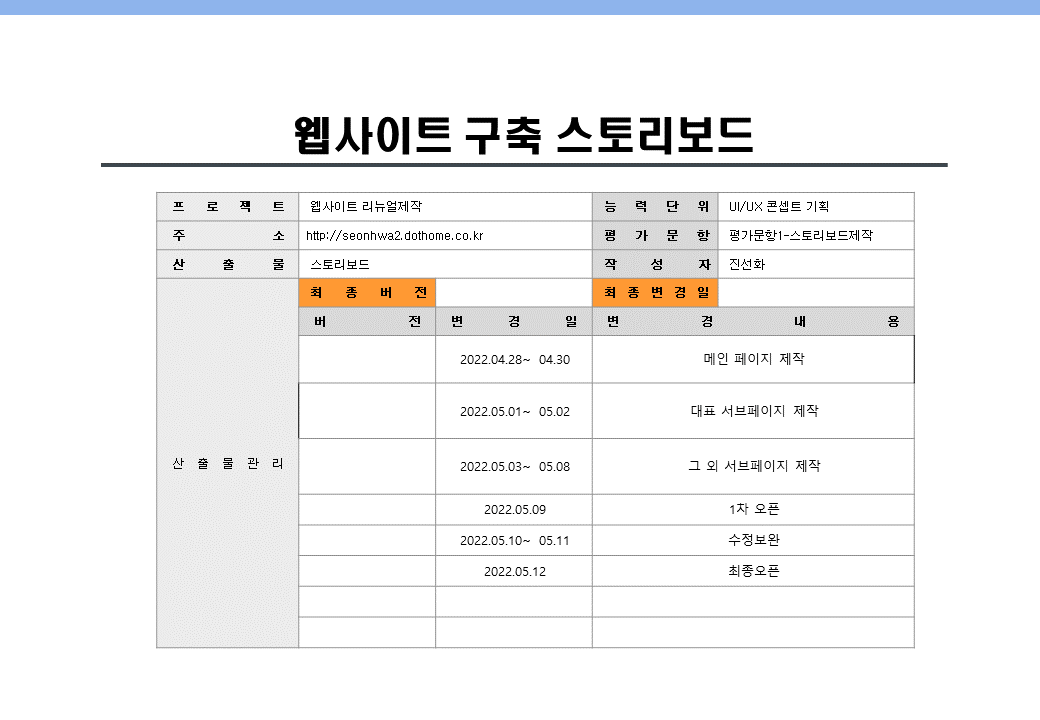 웹사이트 구축 스토리보드
프 로 젝 트 웹사이트 리뉴얼제작 능 력 단 위 UI/UX 콘셉트 기획
주 소 http://seonhwa2.dothome.co.kr 평 가 문 항 평가문항1-스토리보드제작
산 출 물 스토리보드 작 성 자 진선화
최 종 버 전 최 종 변 경 일
버 전 변 경 일 변 경 내 용
2022.04.28~ 04.30 메인 페이지 제작
2022.05.01~ 05.02 대표 서브페이지 제작
산 출 물 관 리 2022.05.03~ 05.08 그 외 서브페이지 제작
2022.05.09 1차 오픈
2022.05.10~ 05.11 수정보완
2022.05.12 최종오픈